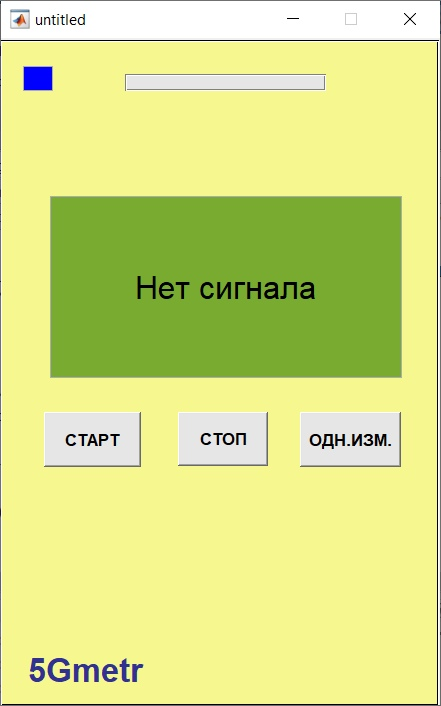 untitled
Нет сигнала
СТАРТ
СТОП
ОДН.ИЗМ.
5Gmetr